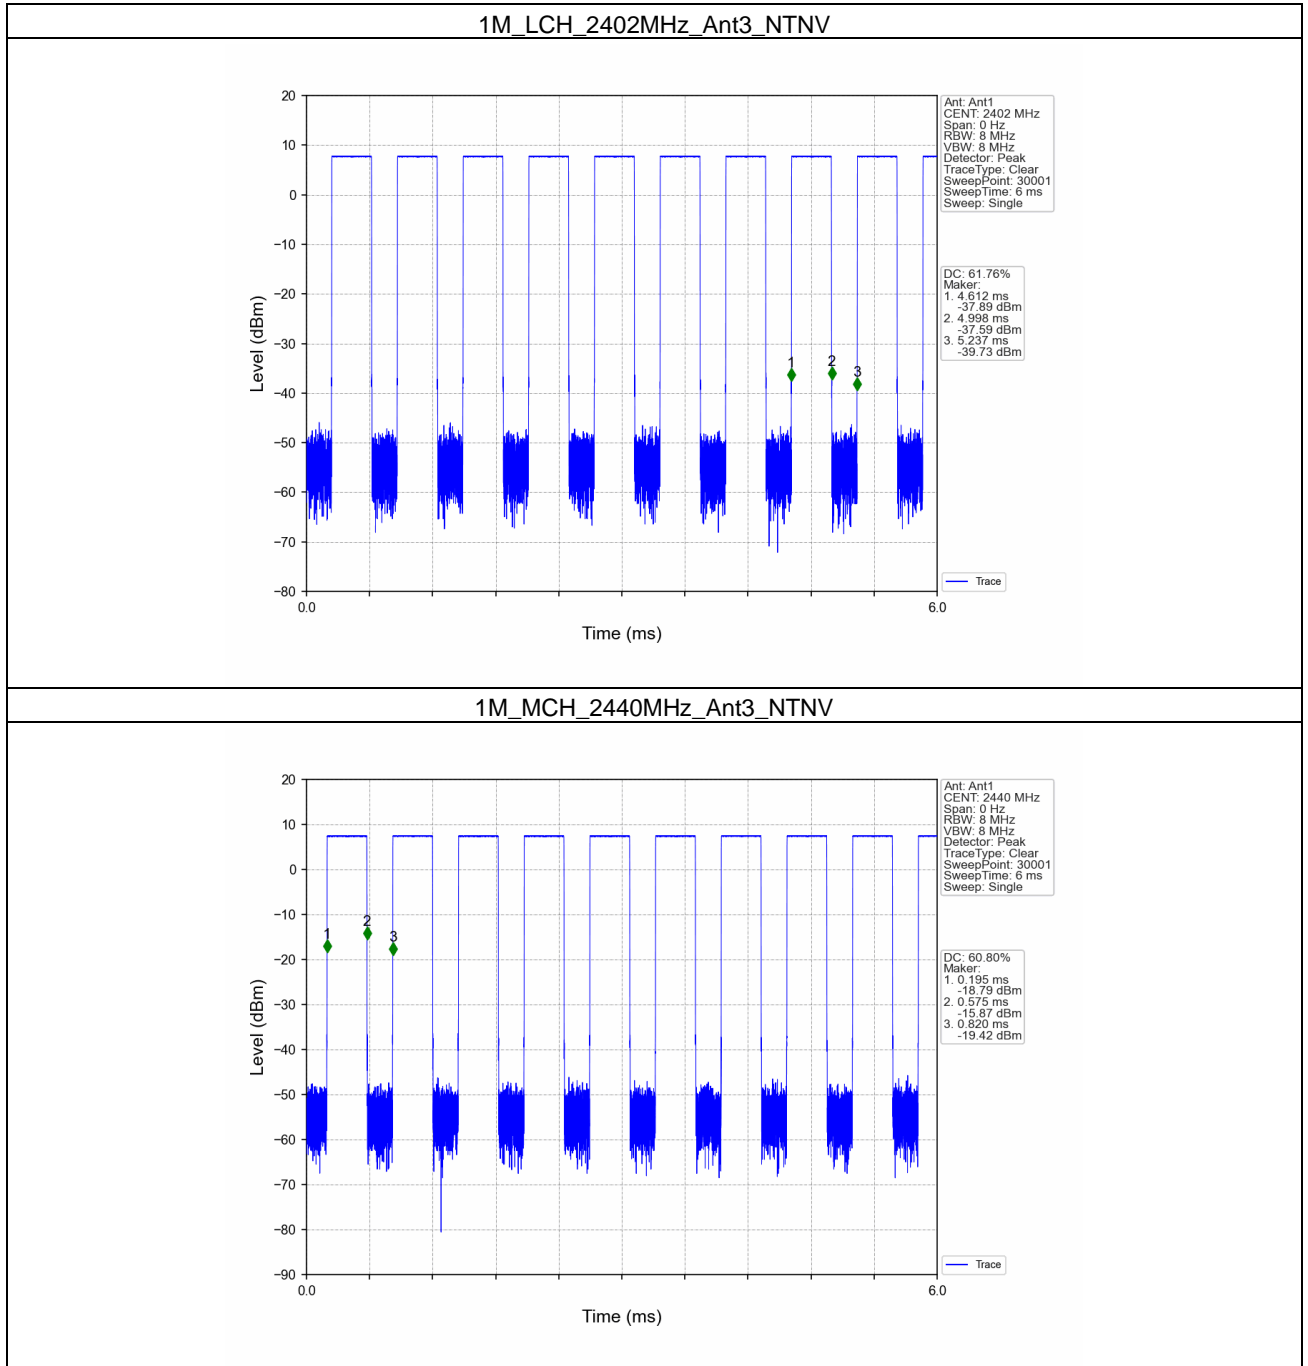 1M_LCH_2402MHz_Ant3_NTNV
20
10
0
−10
−20
−30
−40
−50
−60
−70
−80
Level (dBm)
0.0
6.0
Time (ms)
1
2
3
Ant: Ant1
CENT: 2402 MHz
Span: 0 Hz
RBW: 8 MHz
VBW: 8 MHz
Detector: Peak
TraceType: Clear
SweepPoint: 30001
SweepTime: 6 ms
Sweep: Single
DC: 61.76%
Maker:
1. 4.612 ms
-37.89 dBm
2. 4.998 ms
-37.59 dBm
3. 5.237 ms
-39.73 dBm
Trace
1M_MCH_2440MHz_Ant3_NTNV
20
10
0
−10
−20
−30
−40
−50
−60
−70
−80
−90
Level (dBm)
0.0
6.0
Time (ms)
1
2
3
Ant: Ant1
CENT: 2440 MHz
Span: 0 Hz
RBW: 8 MHz
VBW: 8 MHz
Detector: Peak
TraceType: Clear
SweepPoint: 30001
SweepTime: 6 ms
Sweep: Single
DC: 60.80%
Maker:
1. 0.195 ms
-18.79 dBm
2. 0.575 ms
-15.87 dBm
3. 0.820 ms
-19.42 dBm
Trace